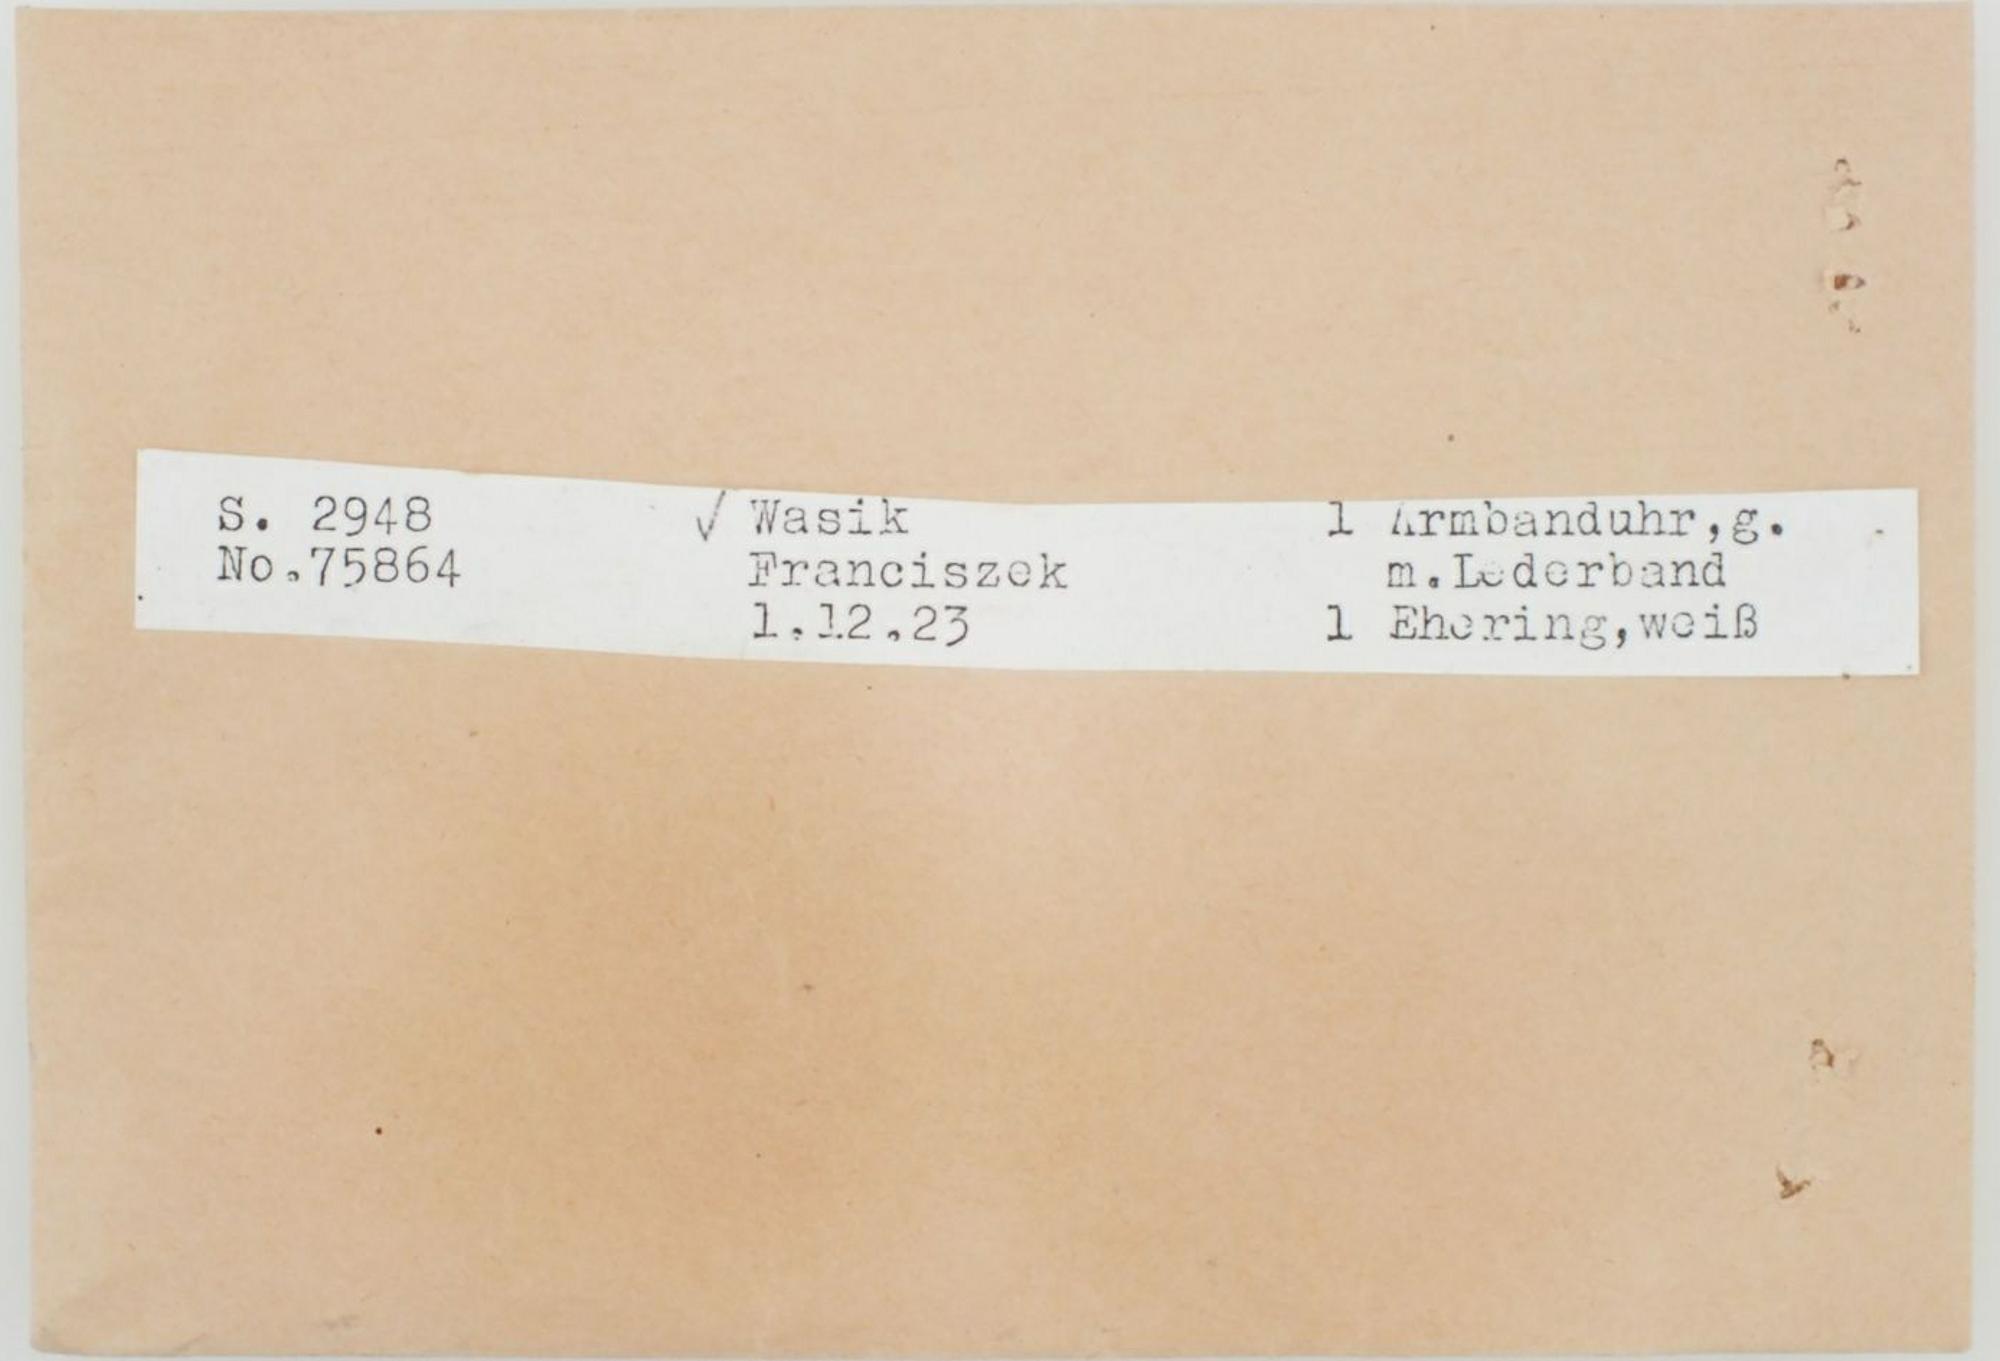 S. 2948
No.75864
✓ Wasik
Franciszek
1.12.23
1 Armbanduhr,g.
m.Lederband
1 Ehering,weiß